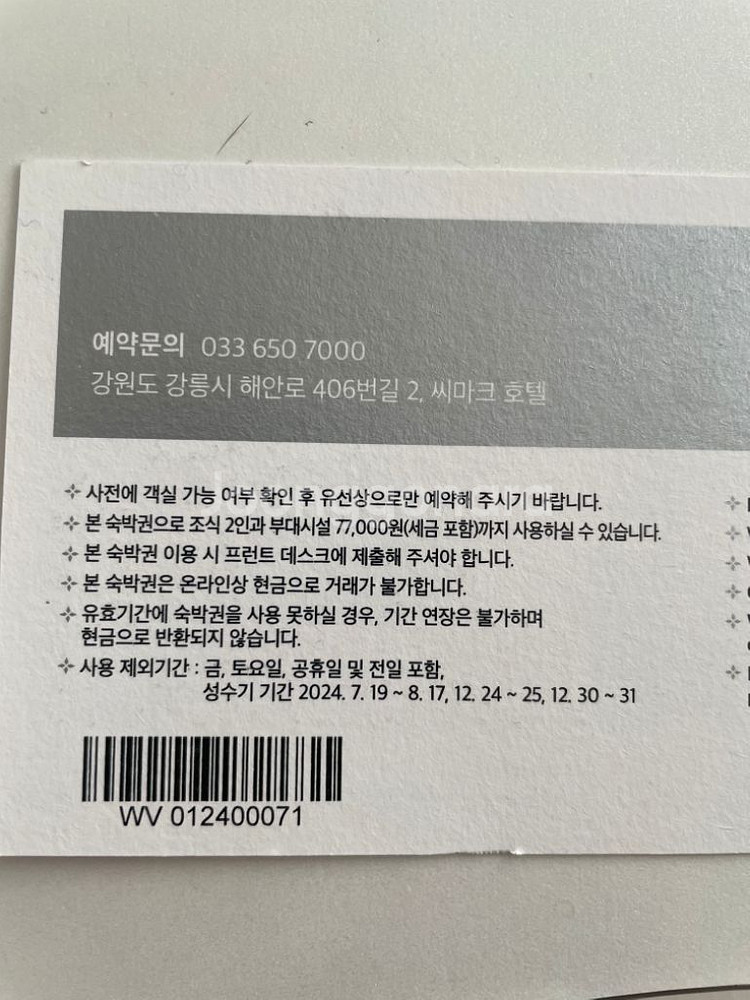 예약문의 033 650 7000
강원도 강릉시 해안로 406번길 2, 씨마크 호텔
사전에 객실 가능 여부 확인 후 유선상으로만 예약해 주시기 바랍니다.
본 숙박권으로 조식 2인과 부대시설 77,000원(세금 포함)까지 사용하실 수 있습니다.
본 숙박권 이용 시 프런트 데스크에 제출해 주셔야 합니다.
본 숙박권은 온라인상 현금으로 거래가 불가합니다.
유효기간에 숙박권을 사용 못하실 경우, 기간 연장은 불가하며
현금으로 반환되지 않습니다.
사용 제외기간 : 금, 토요일, 공휴일 및 전일 포함,
성수기 기간 2024. 7. 19 ~ 8. 17, 12. 24 ~ 25, 12. 30 ~ 31
WV 012400071